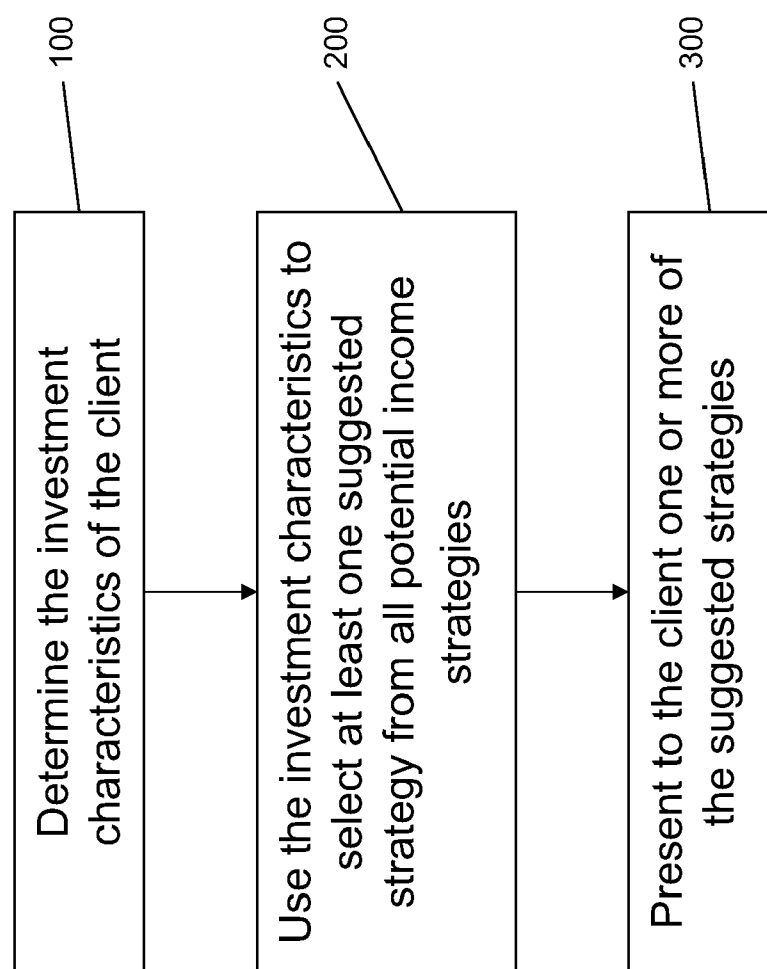 Determine the investment
characteristics of the client
100
Use the investment characteristics to
select at least one suggested
strategy from all potential income
strategies
200
Present to the client one or more of
the suggested strategies
300